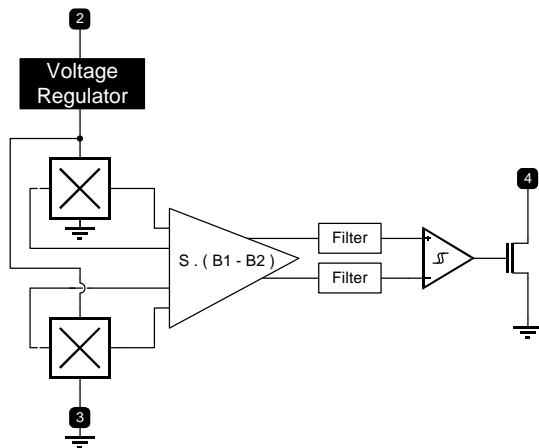 2
Voltage
Regulator
4
Filter
+
S . ( B1 - B2 )
Filter
−
3